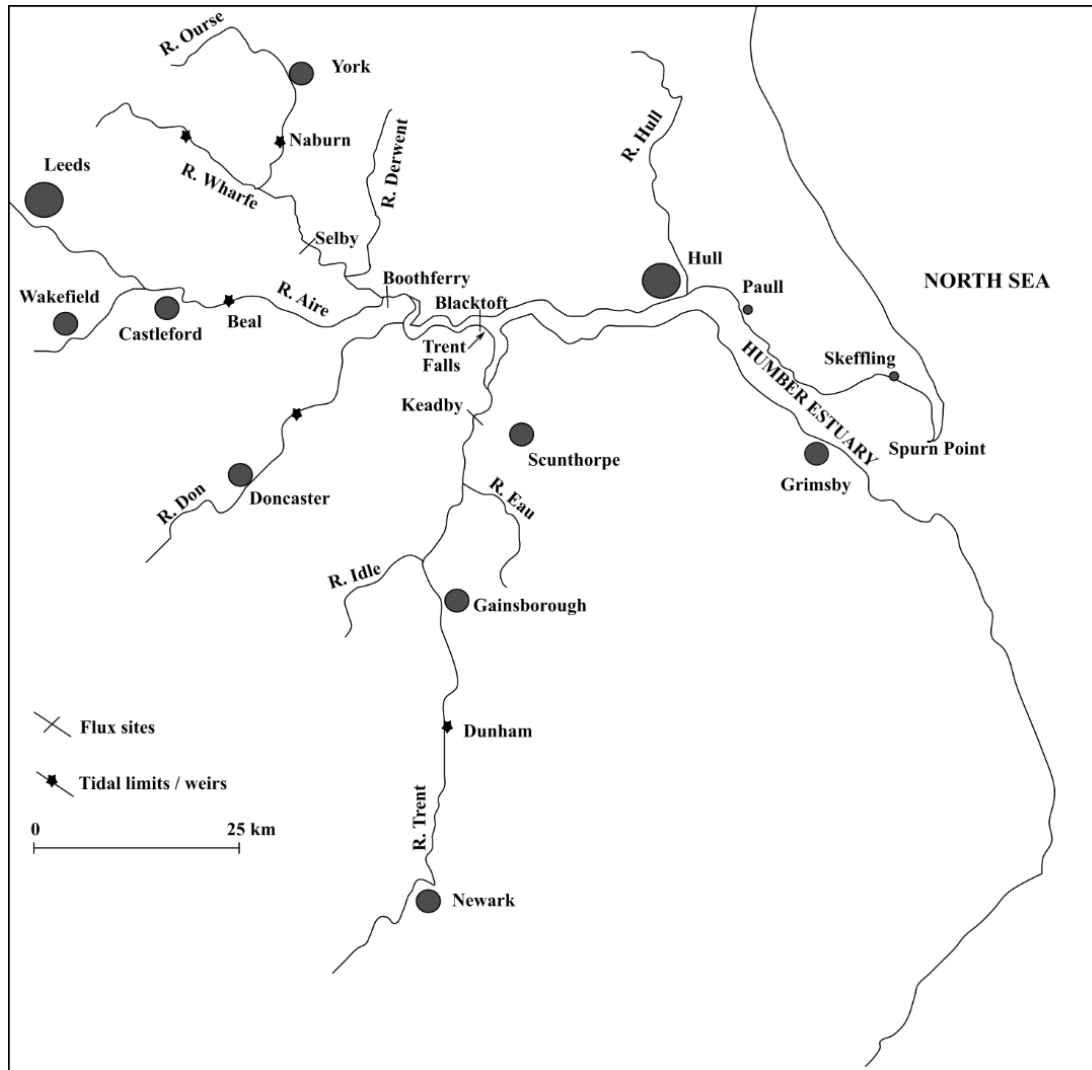 R. Ourse
York
Naburn
R. Wharfe
R. Derwent
R. Hull
Leeds
Selby
Hull
Boothferry
Blacktoft
Paull
NORTH SEA
Wakefield
Castleford
Beal
R. Aire
Trent
Falls
Skeffling
HUMBER ESTUARY
Spurn Point
Keadby
Scunthorpe
Grimsby
R. Don
Doncaster
R. Eau
R. Idle
Gainsborough
Flux sites
Dunham
Tidal limits / weirs
R. Trent
0 25 km
Newark